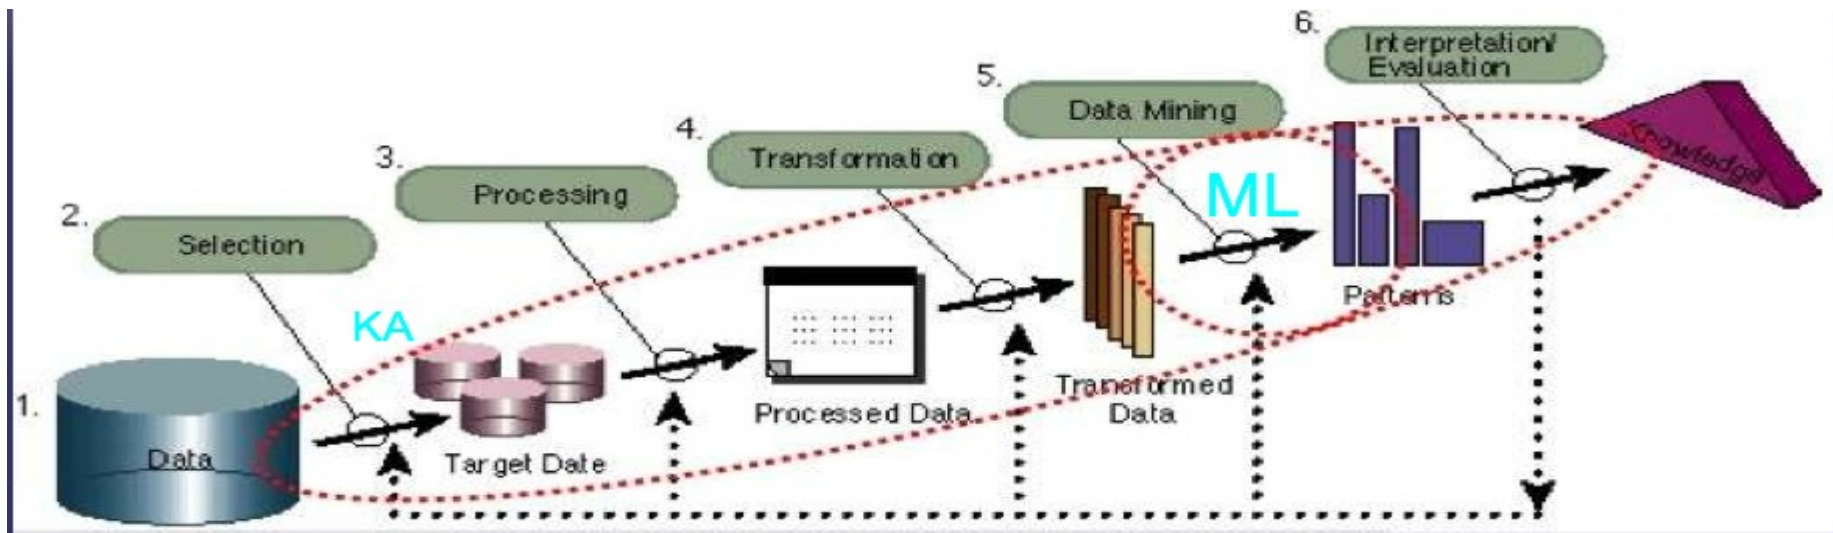 1.
Data
2.
Selection
KA
Target Date
3.
Processing
Processed Data
4.
Transformation
Transformed
Data
5.
Data Mining
ML
Patterns
6.
Interpretation/
Evaluation
Knowledge